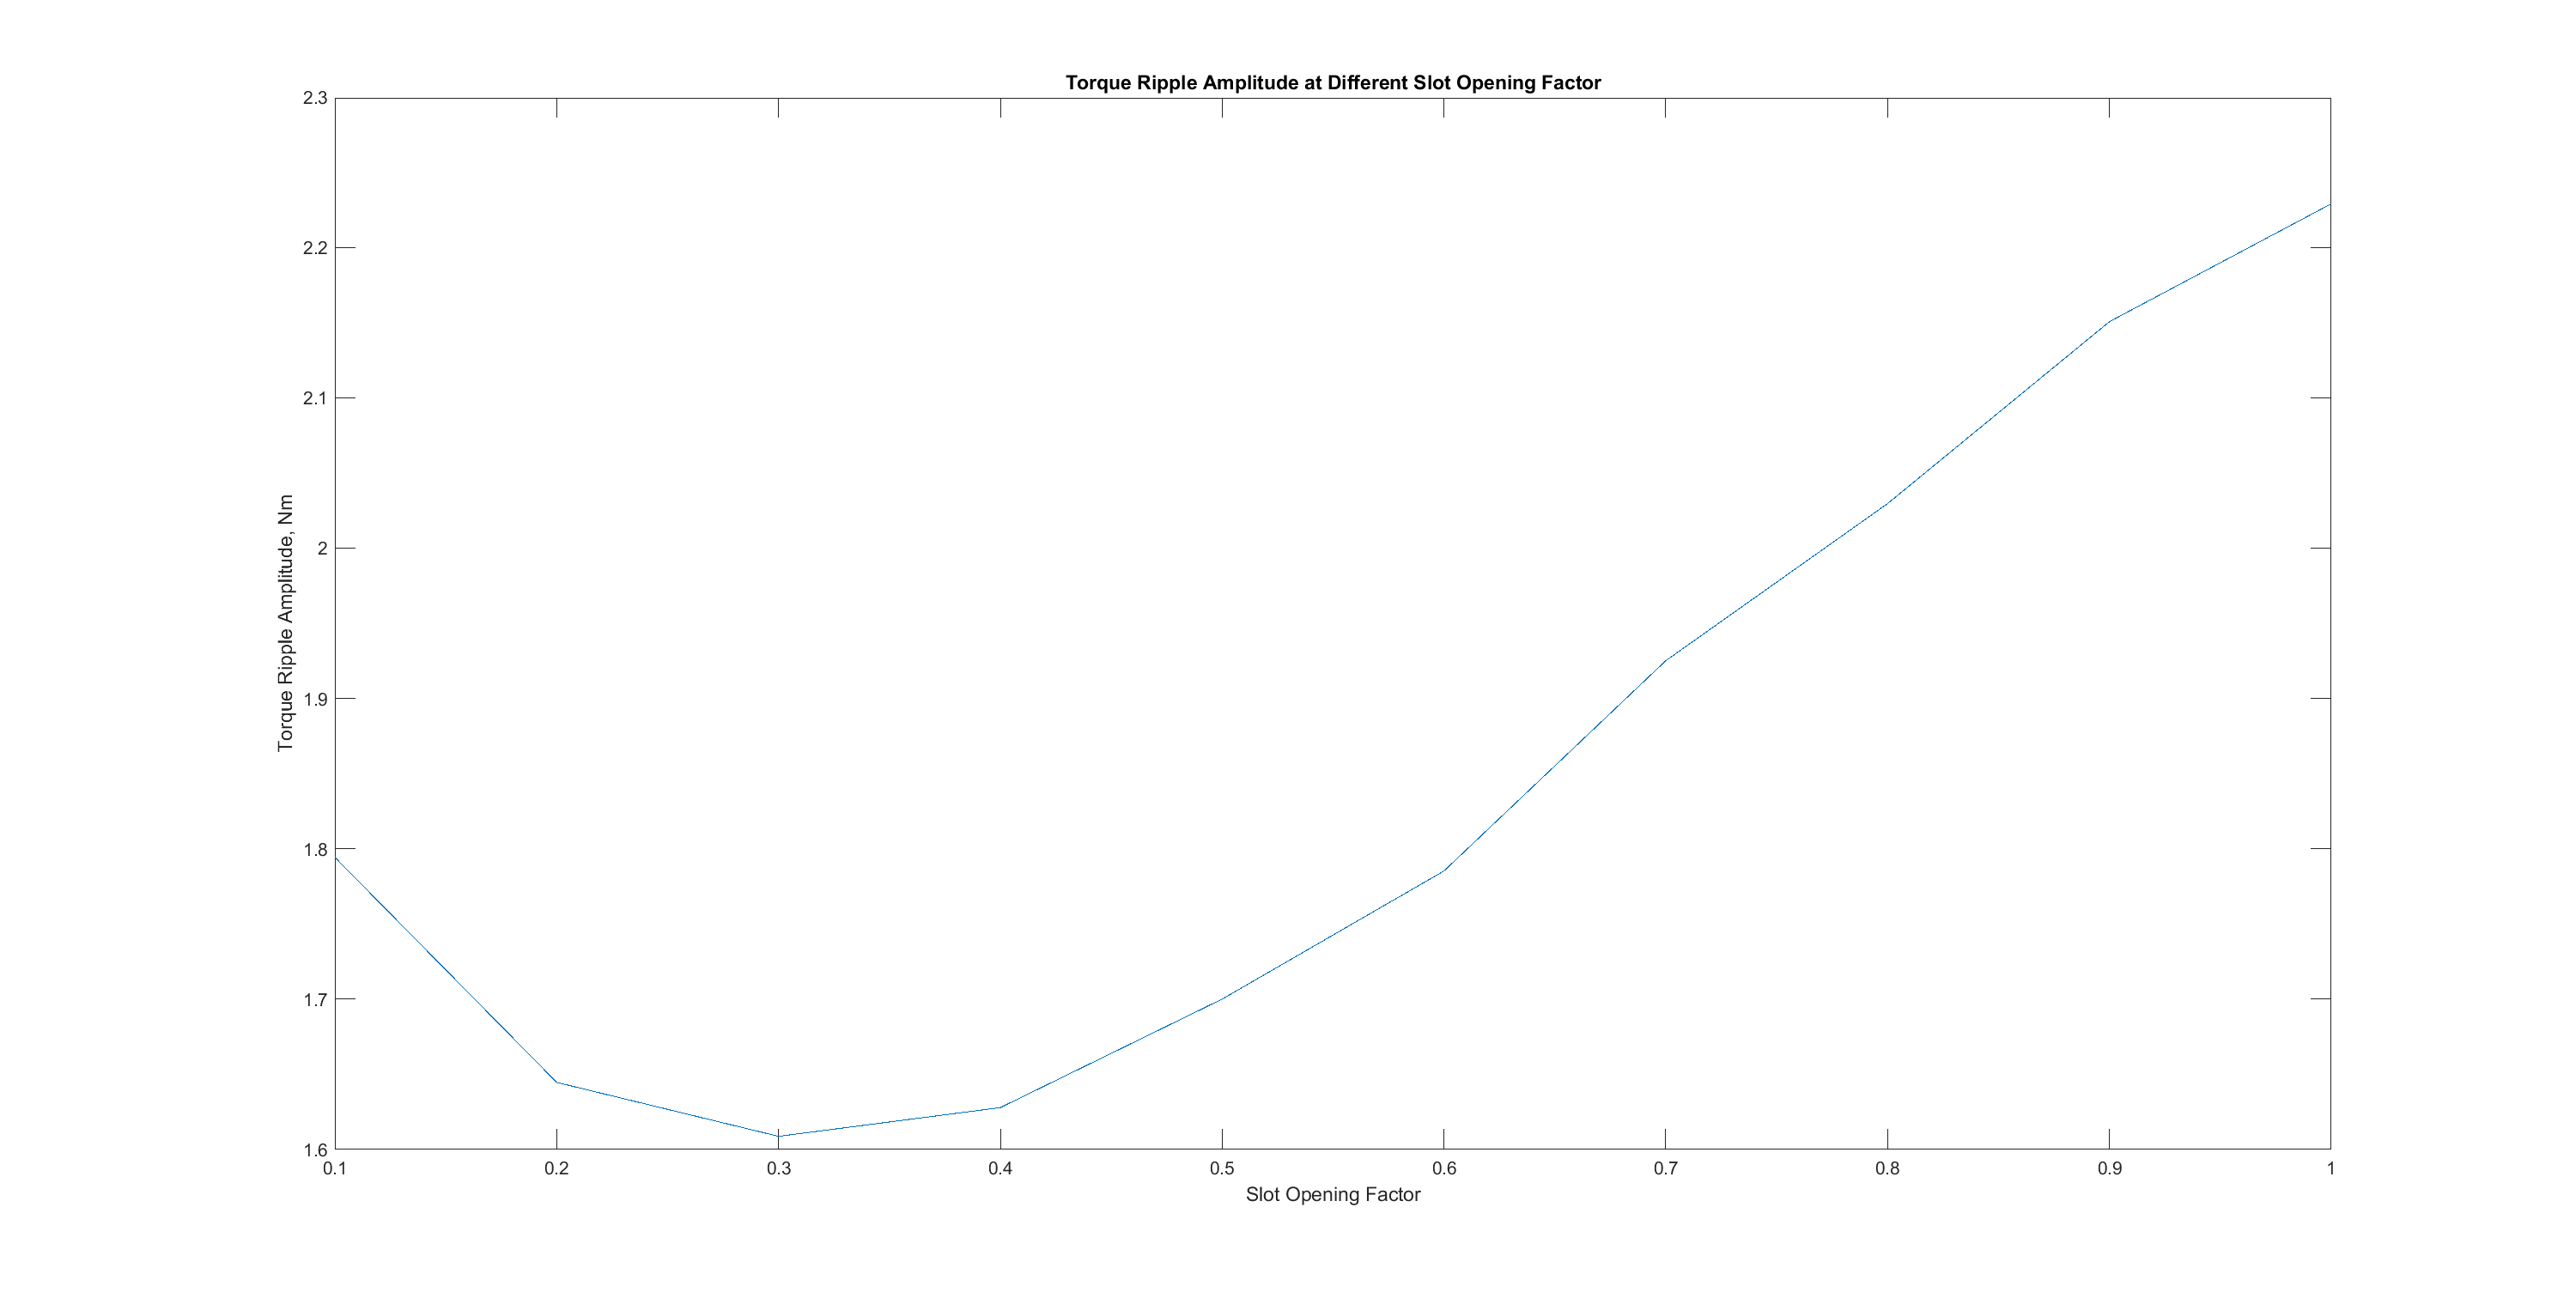 Torque Ripple Amplitude at Different Slot Opening Factor
2.3
2.2
2.1
2
1.9
1.8
1.7
1.6
Torque Ripple Amplitude, Nm
0.1 0.2 0.3 0.4 0.5 0.6 0.7 0.8 0.9 1
Slot Opening Factor